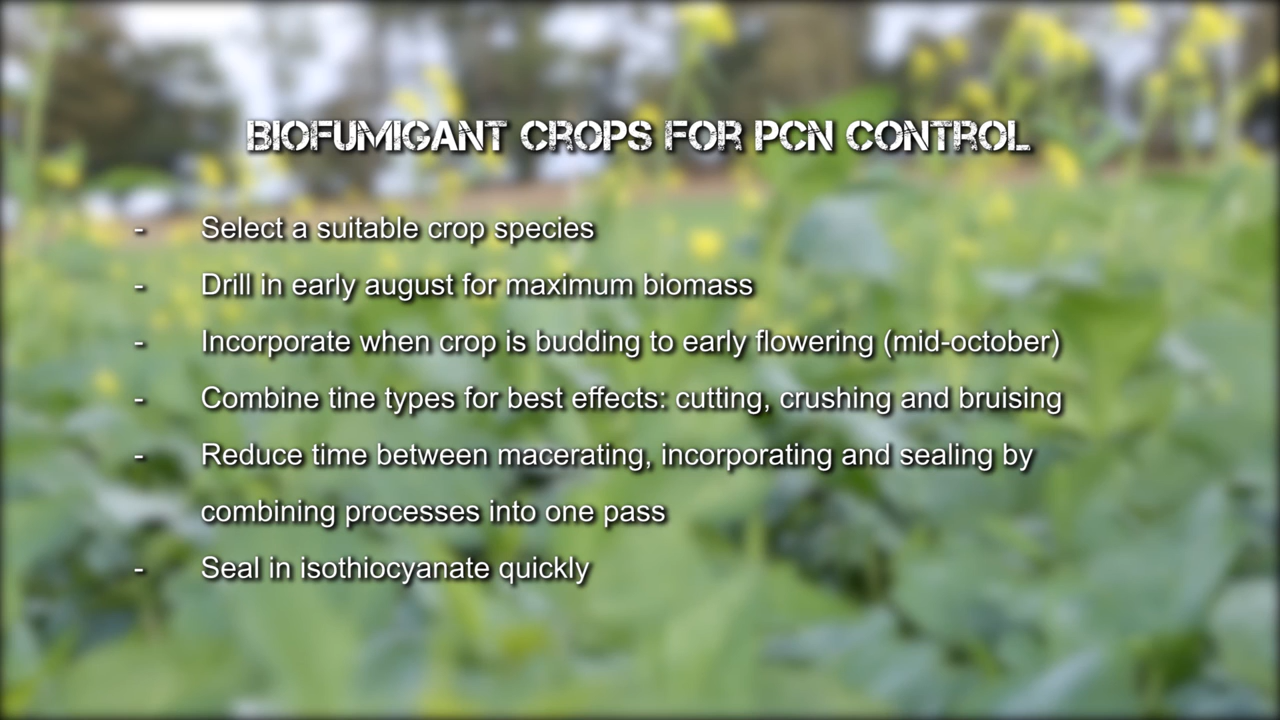 BIOFUMIGANT CROPS FOR PCN CONTROL
- Select a suitable crop species
- Drill in early august for maximum biomass
- Incorporate when crop is budding to early flowering (mid-october)
- Combine tine types for best effects: cutting, crushing and bruising
- Reduce time between macerating, incorporating and sealing by
combining processes into one pass
- Seal in isothiocyanate quickly